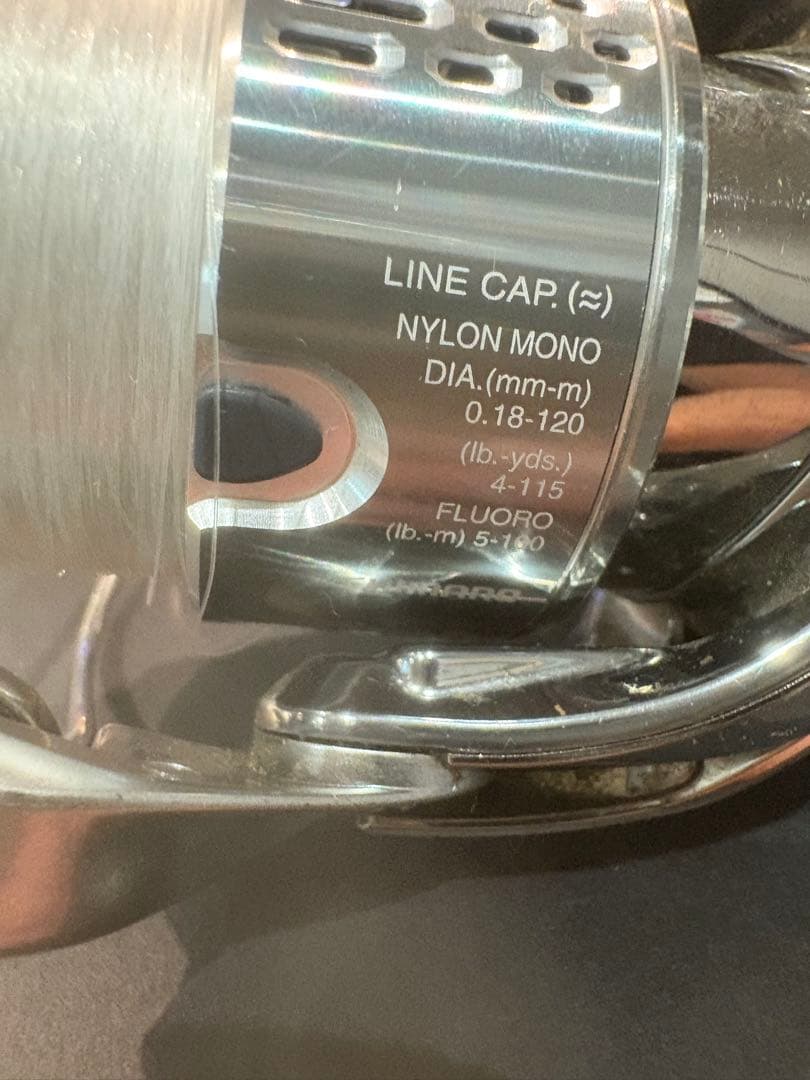 LINE CAP. (≈)
NYLON MONO
DIA.(mm-m)
0.18-120
(lb.-yds.)
4-115
FLUORO
(lb.-m) 5-100